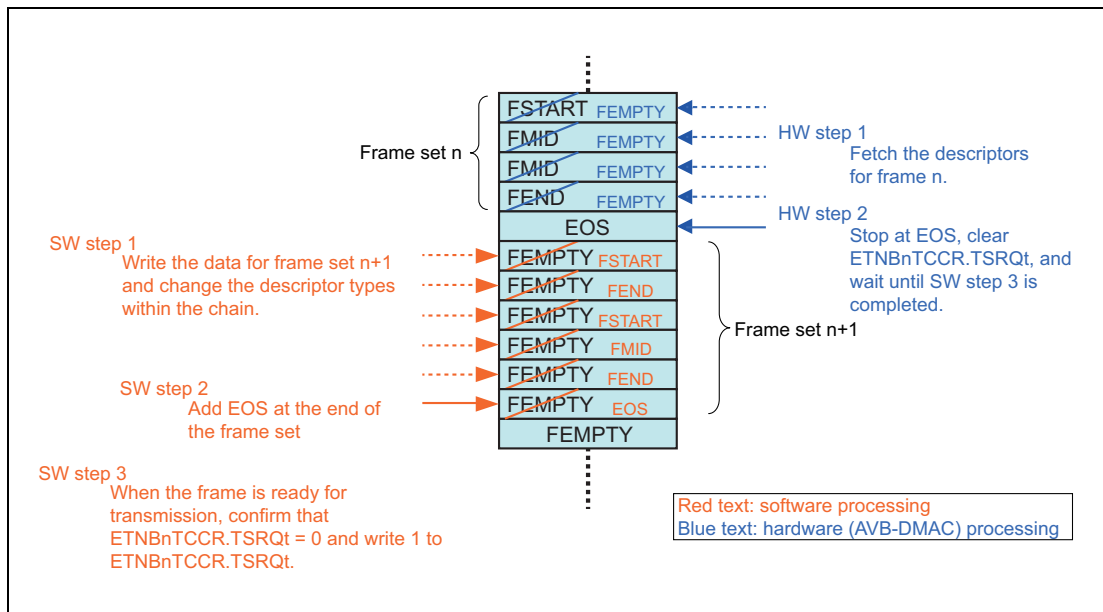 FSTART FEMPTY
FMID FEMPTY
FMID FEMPTY
FEND FEMPTY
EOS
FEMPTY FSTART
FEMPTY FEND
FEMPTY FSTART
FEMPTY FMID
FEMPTY FEND
FEMPTY EOS
FEMPTY
Frame set n
HW step 1
Fetch the descriptors
for frame n.
HW step 2
Stop at EOS, clear
ETNBnTCCR.TSRQt, and
wait until SW step 3 is
completed.
SW step 1
Write the data for frame set n+1
and change the descriptor types
within the chain.
Frame set n+1
SW step 2
Add EOS at the end of
the frame set
SW step 3
When the frame is ready for
transmission, confirm that
ETNBnTCCR.TSRQt = 0 and write 1 to
ETNBnTCCR.TSRQt.
Red text: software processing
Blue text: hardware (AVB-DMAC) processing